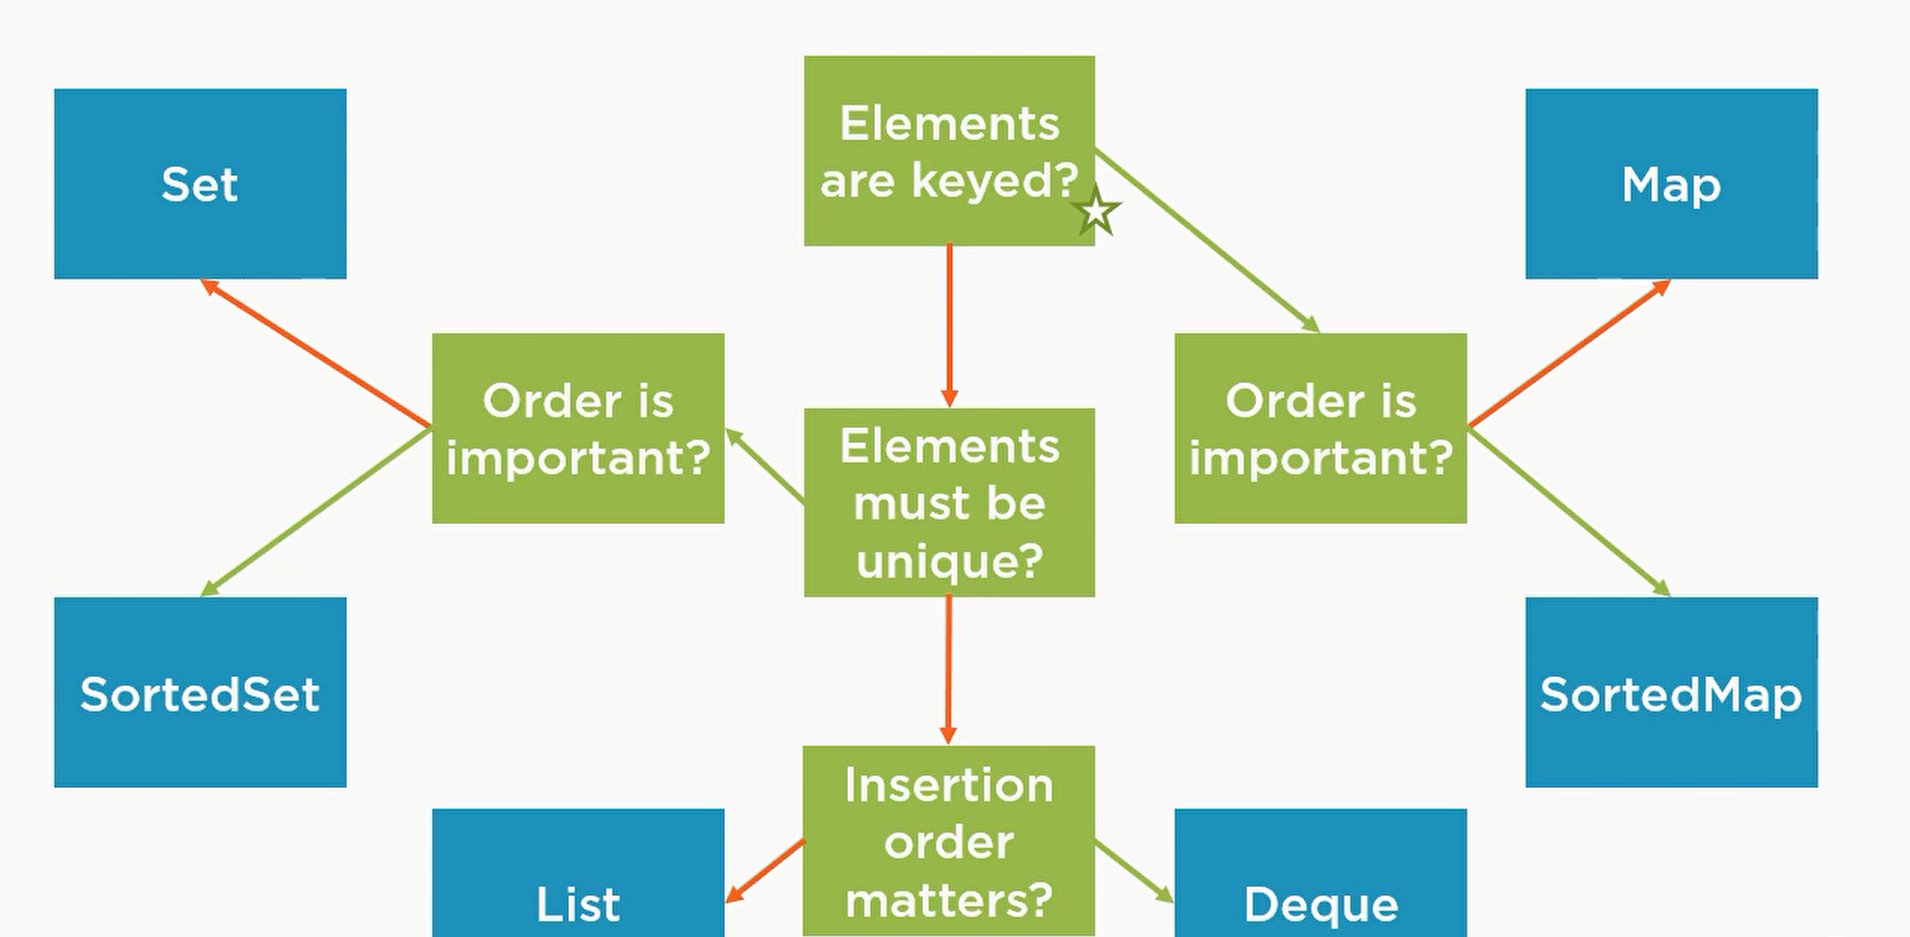 Elements
are keyed?
Set
Map
Order is
important?
Order is
important?
Elements
must be
unique?
SortedSet
SortedMap
Insertion
order
matters?
List
Deque